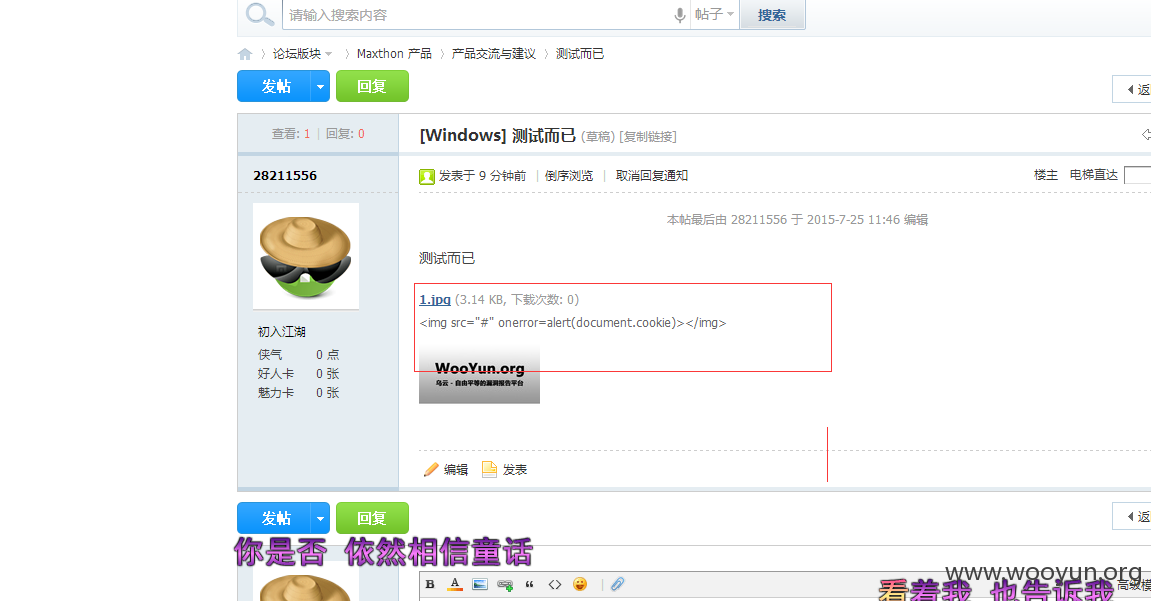 请输入搜索内容 帖子 搜索
论坛版块 Maxthon 产品 产品交流与建议 测试而已
发帖 回复 返
查看: 1 回复: 0 [Windows] 测试而已 (草稿) [复制链接]
28211556 发表于 9 分钟前 倒序浏览 取消回复通知 楼主 电梯直达
本帖最后由 28211556 于 2015-7-25 11:46 编辑
测试而已
1.jpg (3.14 KB, 下载次数: 0)
<img src="#" onerror=alert(document.cookie)></img>
初入江湖
侠气 0 点
好人卡 0 张
魅力卡 0 张
WooYun.org
乌云 - 自由平等的漏洞报告平台
编辑 发表
发帖 回复 返
你是否 依然相信童话
B A
www.wooyun.org
看着我 也告诉我
高级模